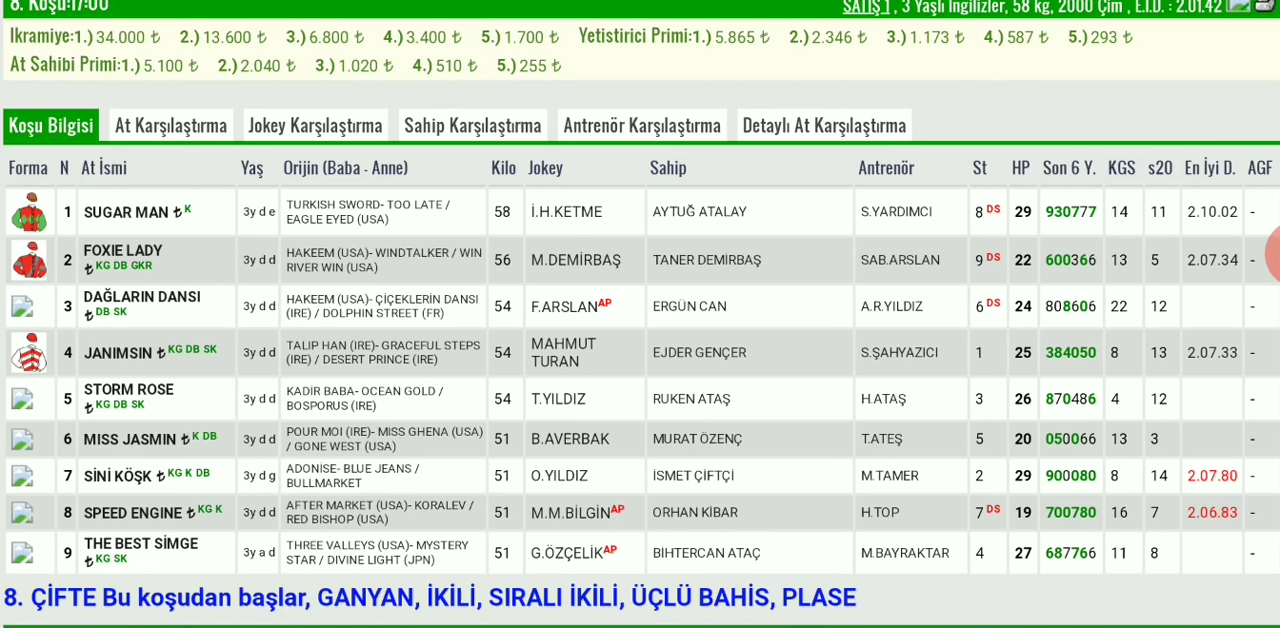 8. Koşu:17:00 SATIŞ 1 , 3 Yaşlı İngilizler, 58 kg, 2000 Çim , E.İ.D. : 2.01.42
İkramiye:1.) 34.000 ₺ 2.) 13.600 ₺ 3.) 6.800 ₺ 4.) 3.400 ₺ 5.) 1.700 ₺ Yetistirici Primi:1.) 5.865 ₺ 2.) 2.346 ₺ 3.) 1.173 ₺ 4.) 587 ₺ 5.) 293 ₺
At Sahibi Primi:1.) 5.100 ₺ 2.) 2.040 ₺ 3.) 1.020 ₺ 4.) 510 ₺ 5.) 255 ₺
Koşu Bilgisi At Karşılaştırma Jokey Karşılaştırma Sahip Karşılaştırma Antrenör Karşılaştırma Detaylı At Karşılaştırma
Forma N At İsmi Yaş Orijin (Baba - Anne) Kilo Jokey Sahip Antrenör St HP Son 6 Y. KGS s20 En İyi D. AGF
1 SUGAR MAN ₺ K 3y d e TURKISH SWORD- TOO LATE / 58 İ.H.KETME AYTUĞ ATALAY S.YARDIMCI 8 DS 29 930777 14 11 2.10.02 -
EAGLE EYED (USA)
2 FOXIE LADY 3y d d HAKEEM (USA)- WINDTALKER / WIN 56 M.DEMİRBAŞ TANER DEMİRBAŞ SAB.ARSLAN 9 DS 22 600366 13 5 2.07.34 -
₺ KG DB GKR RIVER WIN (USA)
3 DAĞLARIN DANSI 3y d d HAKEEM (USA)- ÇİÇEKLERİN DANSI 54 F.ARSLAN AP ERGÜN CAN A.R.YILDIZ 6 DS 24 808606 22 12 -
₺ DB SK (IRE) / DOLPHIN STREET (FR)
4 JANIMSIN ₺ KG DB SK 3y d d TALIP HAN (IRE)- GRACEFUL STEPS 54 MAHMUT EJDER GENÇER S.ŞAHYAZICI 1 25 384050 8 13 2.07.33 -
(IRE) / DESERT PRINCE (IRE) TURAN
5 STORM ROSE 3y d d KADIR BABA- OCEAN GOLD / 54 T.YILDIZ RUKEN ATAŞ H.ATAŞ 3 26 870486 4 12 -
₺ KG DB SK BOSPORUS (IRE)
6 MISS JASMIN ₺ K DB 3y d d POUR MOI (IRE)- MISS GHENA (USA) 51 B.AVERBAK MURAT ÖZENÇ T.ATEŞ 5 20 050066 13 3 -
/ GONE WEST (USA)
7 SİNİ KÖŞK ₺ KG K DB 3y d g ADONİSE- BLUE JEANS / 51 O.YILDIZ İSMET ÇİFTÇİ M.TAMER 2 29 900080 8 14 2.07.80 -
BULLMARKET
8 SPEED ENGINE ₺ KG K 3y d d AFTER MARKET (USA)- KORALEV / 51 M.M.BİLGİN AP ORHAN KİBAR H.TOP 7 DS 19 700780 16 7 2.06.83 -
RED BISHOP (USA)
9 THE BEST SİMGE 3y a d THREE VALLEYS (USA)- MYSTERY 51 G.ÖZÇELİK AP BİHTERCAN ATAÇ M.BAYRAKTAR 4 27 687766 11 8 -
₺ KG SK STAR / DIVINE LIGHT (JPN)
8. ÇİFTE Bu koşudan başlar, GANYAN, İKİLİ, SIRALI İKİLİ, ÜÇLÜ BAHİS, PLASE